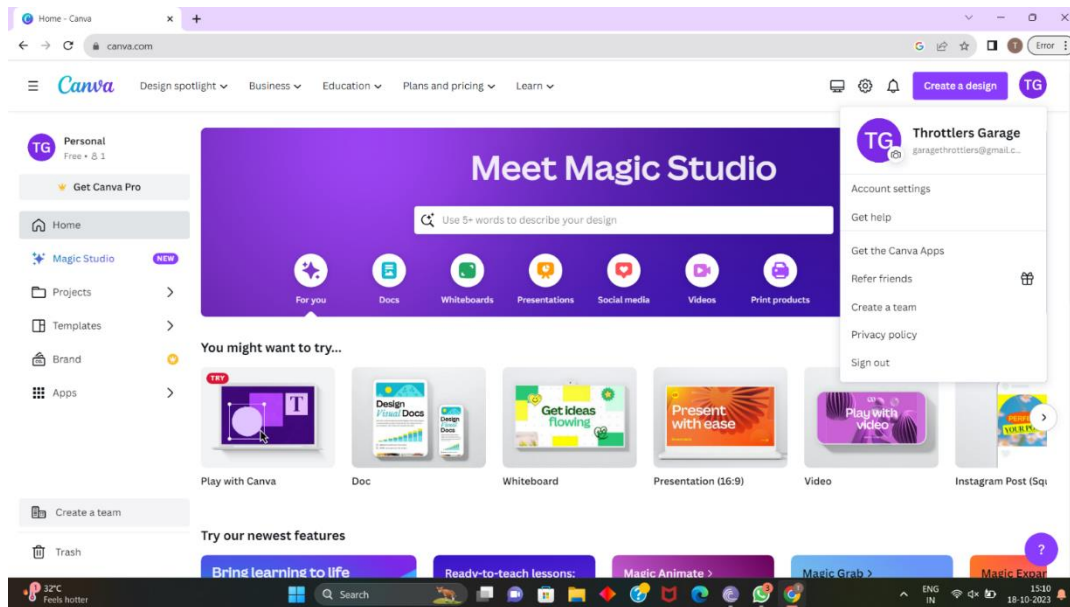 Home - Canva
canva.com
Error
Canva
Design spotlight
Business
Education
Plans and pricing
Learn
Create a design
TG
TG
Personal
Free • 1
Get Canva Pro
Home
Magic Studio
NEW
Projects
Templates
Brand
Apps
Create a team
Trash
Meet Magic Studio
Use 5+ words to describe your design
For you
Docs
Whiteboards
Presentations
Social media
Videos
Print products
TG
Throttlers Garage
garagethrottlers@gmail.c...
Account settings
Get help
Get the Canva Apps
Refer friends
Create a team
Privacy policy
Sign out
You might want to try...
TRY
T
Design
Visual Docs
Design
Visual
Docs
Get ideas
flowing
Present
with ease
Play with
video
Play with Canva
Doc
Whiteboard
Presentation (16:9)
Video
Instagram Post (Squ
Try our newest features
?
Bring learning to life
Ready-to-teach lessons:
Magic Animate >
Magic Grab >
Magic Expan
32°C
Feels hotter
Search
ENG
IN
15:10
18-10-2023